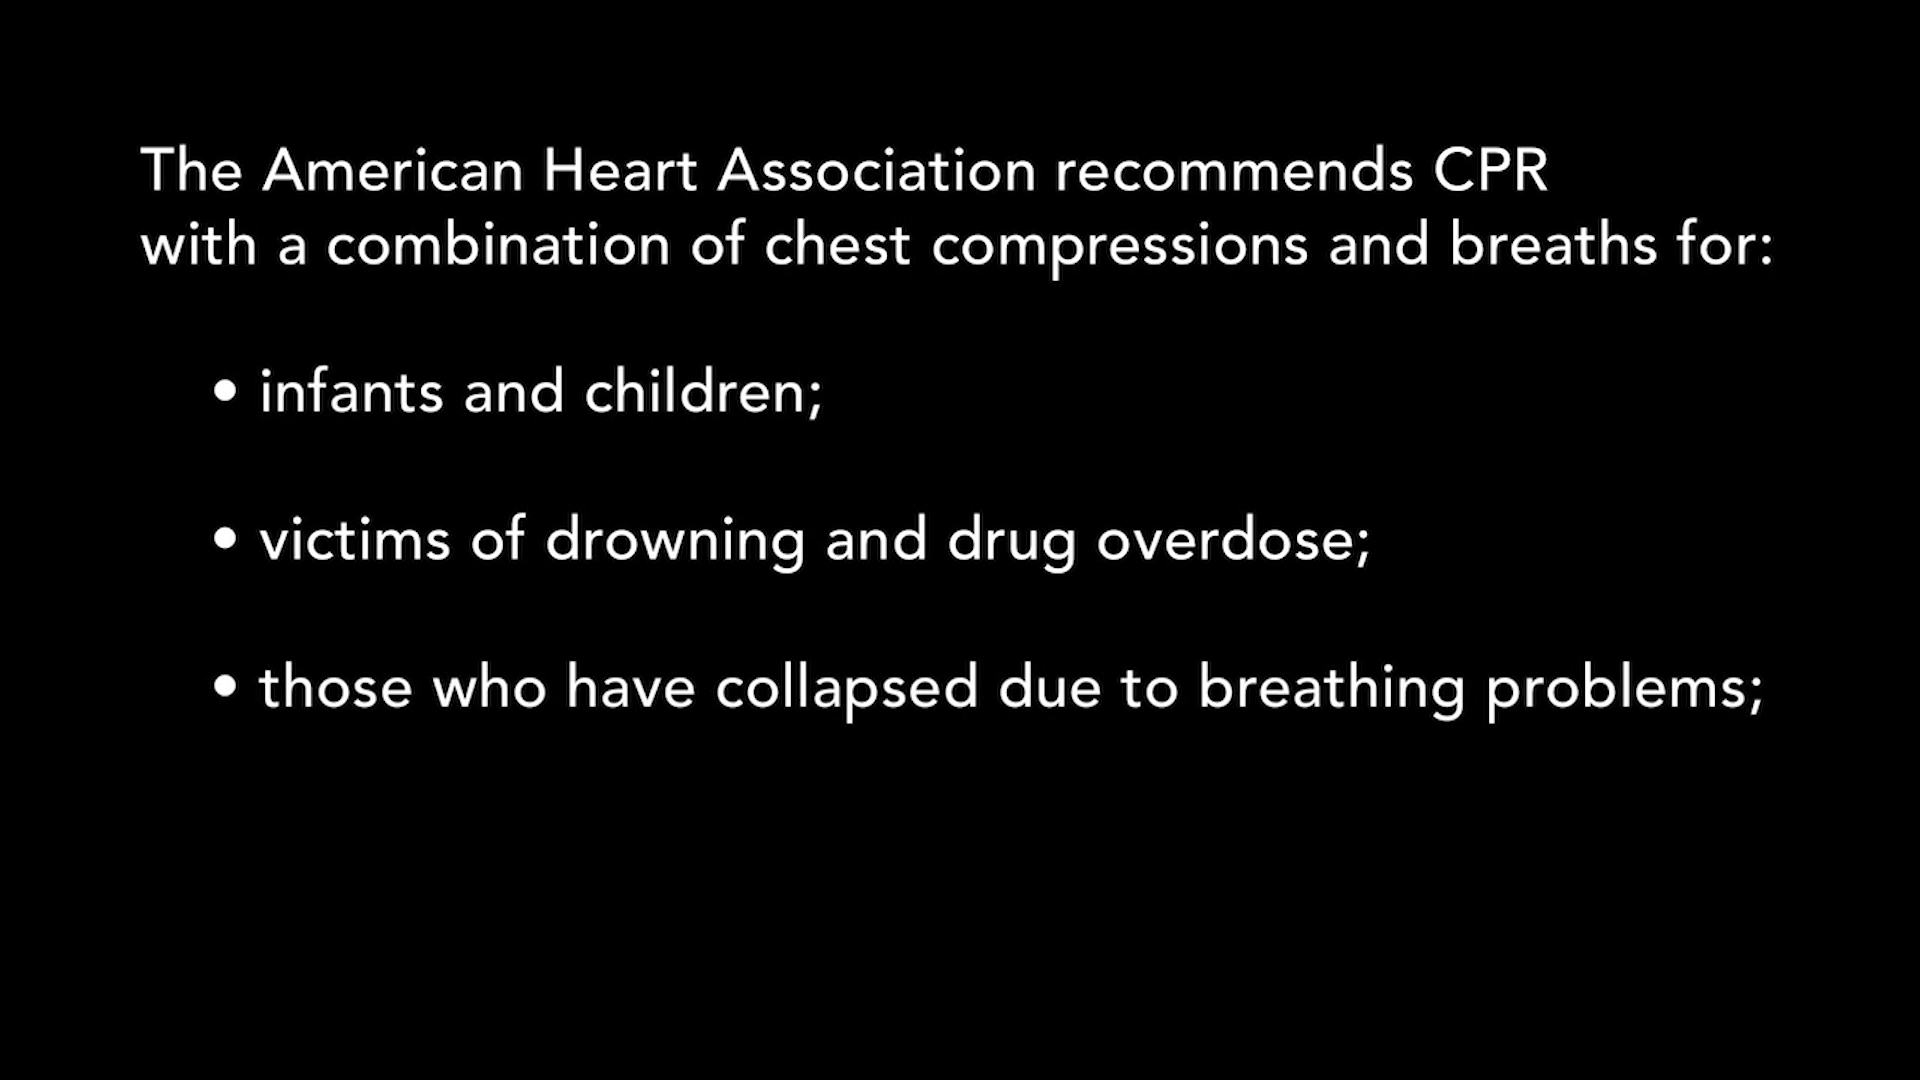 The American Heart Association recommends CPR
with a combination of chest compressions and breaths for:
• infants and children;
• victims of drowning and drug overdose;
• those who have collapsed due to breathing problems;